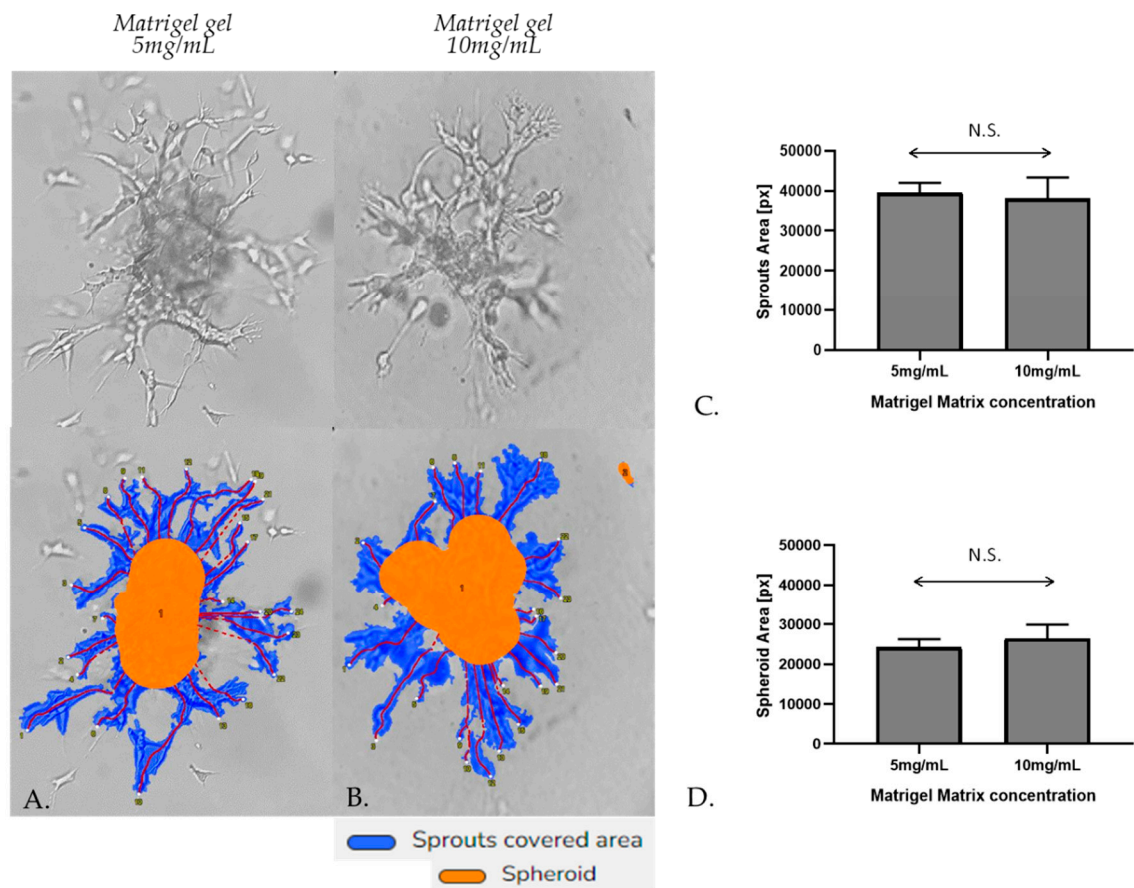 Matrigel gel
5mg/mL
Matrigel gel
10mg/mL
A.
B.
Sprouts covered area
Spheroid
N.S.
50000
40000
30000
20000
10000
0
Sprouts Area [px]
5mg/mL
10mg/mL
Matrigel Matrix concentration
C.
N.S.
50000
40000
30000
20000
10000
0
Spheroid Area [px]
5mg/mL
10mg/mL
Matrigel Matrix concentration
D.
1
1